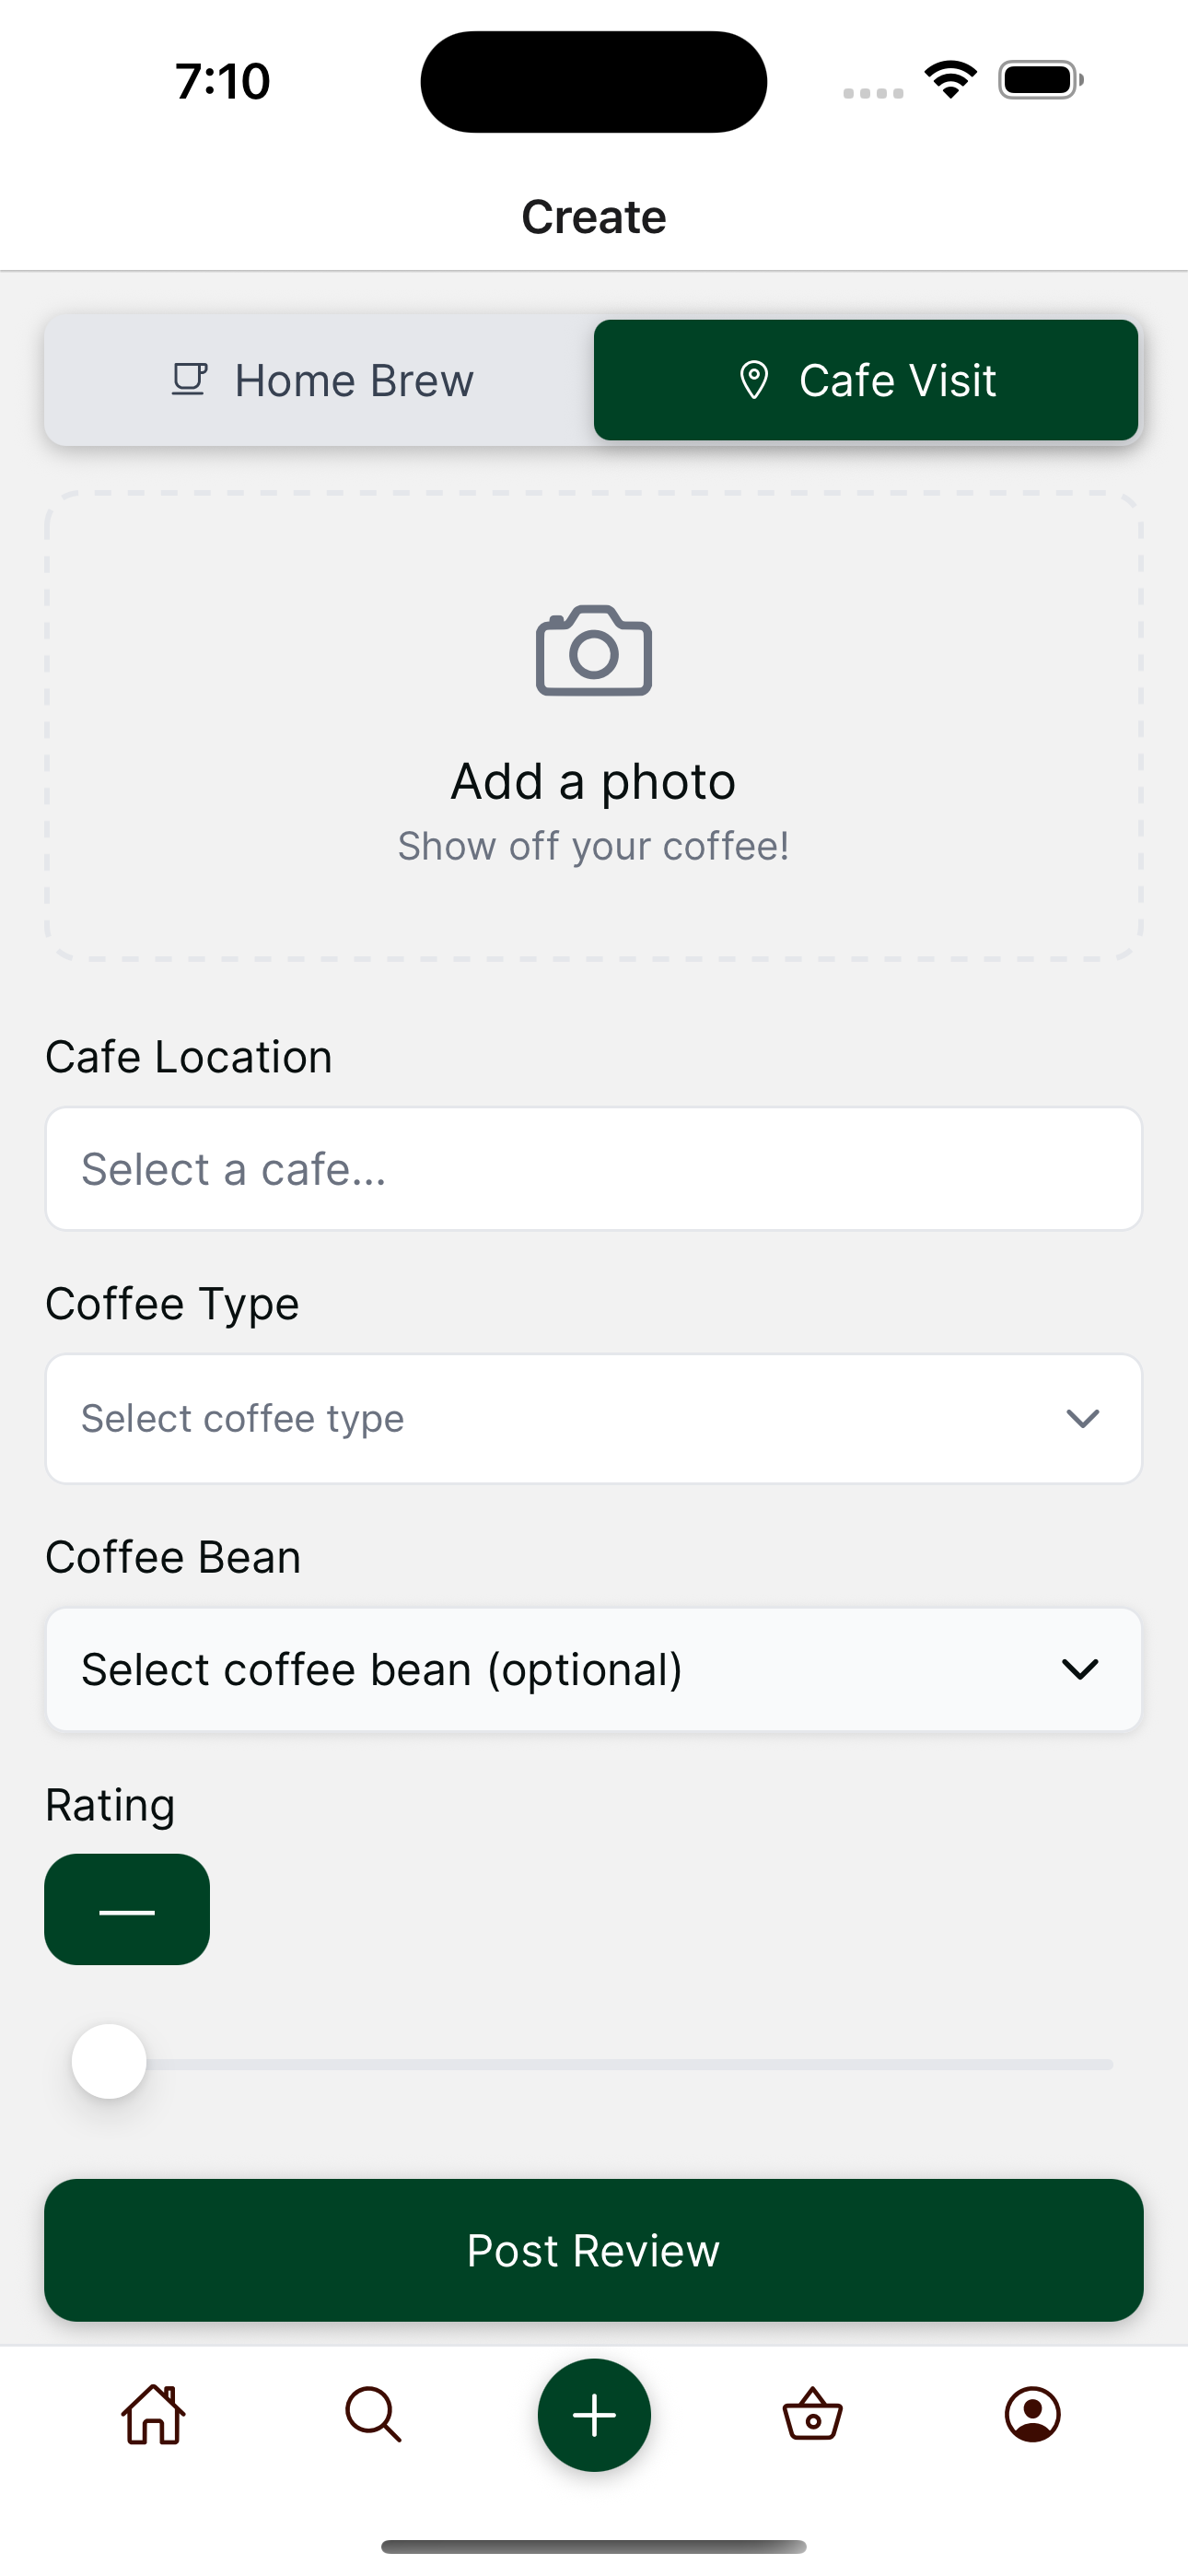 7:10
Create
Home Brew
Cafe Visit
Add a photo
Show off your coffee!
Cafe Location
Select a cafe...
Coffee Type
Select coffee type
Coffee Bean
Select coffee bean (optional)
Rating
—
Post Review